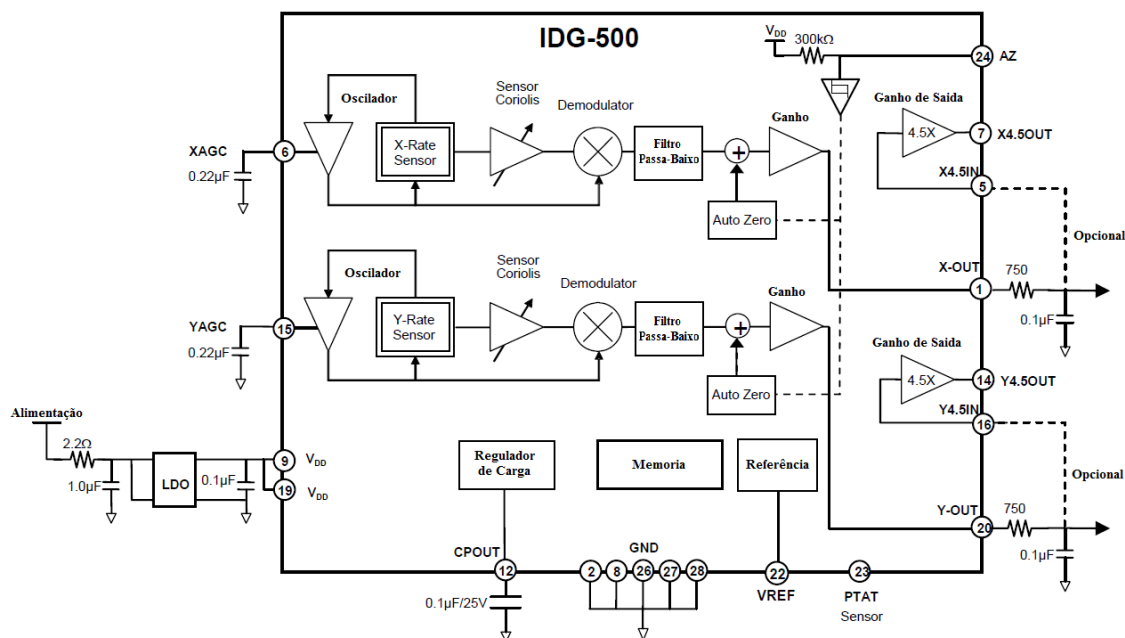 IDG-500
V_DD
300kΩ
24
AZ
Oscilador
Sensor
Coriolis
Demodulator
Ganho
Ganho de Saída
4.5X
7
X4.5OUT
XAGC
6
X-Rate
Sensor
Filtro
Passa-Baixo
+
X4.5IN
5
0.22µF
Auto Zero
Opcional
Oscilador
Sensor
Coriolis
Demodulator
Ganho
X-OUT
750
1
0.1µF
YAGC
15
Y-Rate
Sensor
Filtro
Passa-Baixo
+
Ganho de Saída
0.22µF
4.5X
14
Y4.5OUT
Auto Zero
Y4.5IN
16
Alimentação
2.2Ω
9
V_DD
Regulador
de Carga
Memoria
Referência
Opcional
LDO
1.0µF
0.1µF
19
V_DD
Y-OUT
750
20
CPOUT
GND
0.1µF
12
2
8
26
27
28
22
23
VREF
PTAT
Sensor
0.1µF/25V